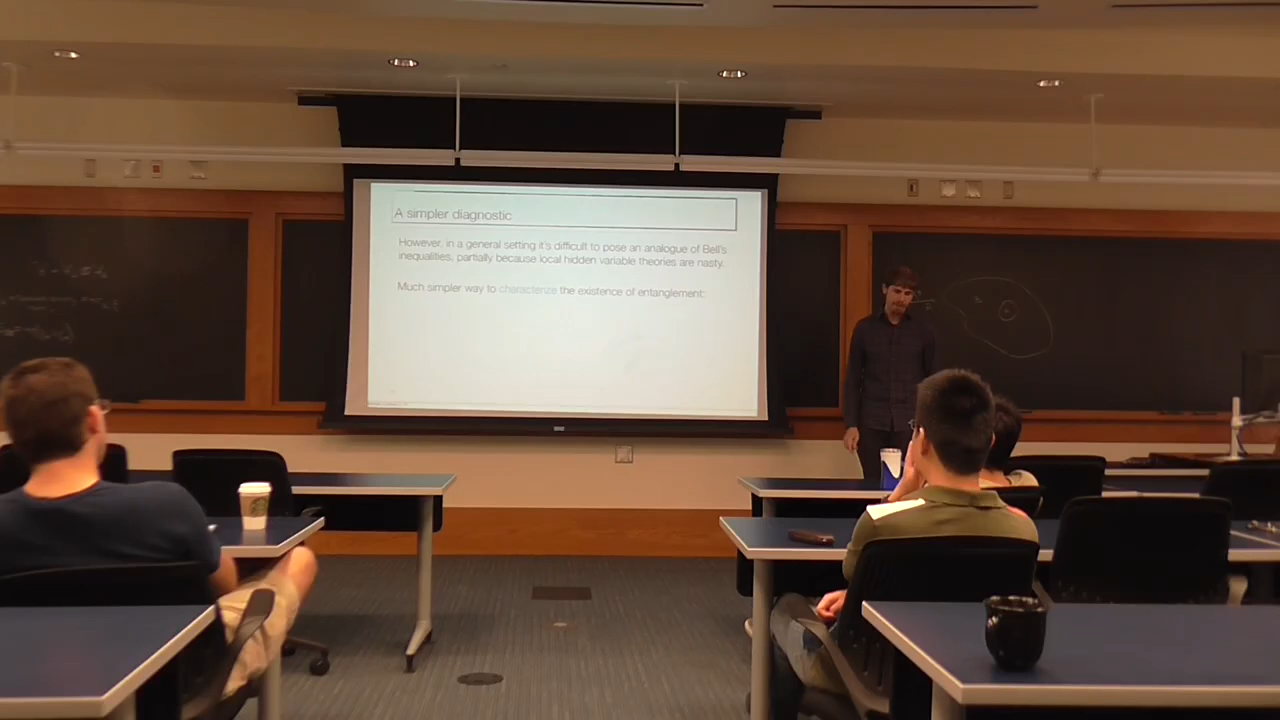 A simpler diagnostic
However, in a general setting it's difficult to pose an analogue of Bell's
inequalities, partially because local hidden variable theories are nasty.
Much simpler way to characterize the existence of entanglement: